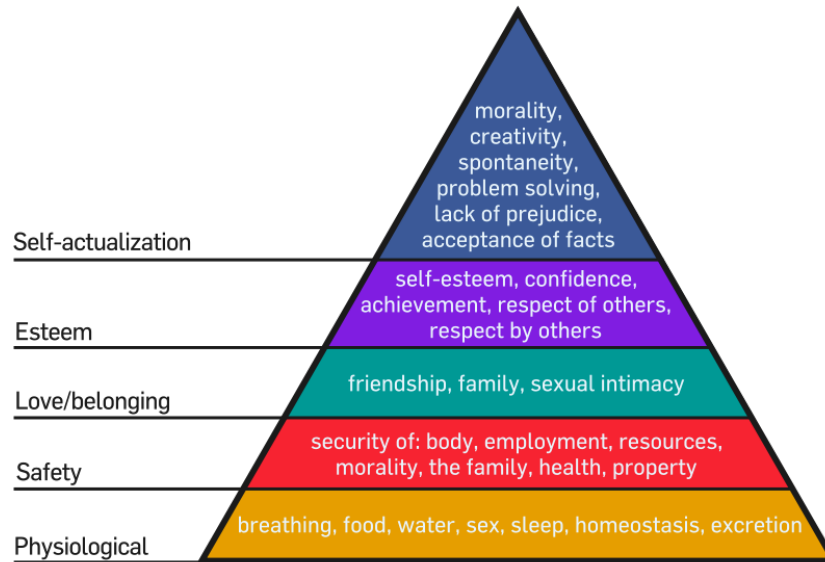 morality,
creativity,
spontaneity,
problem solving,
lack of prejudice,
acceptance of facts
Self-actualization
self-esteem, confidence,
achievement, respect of others,
respect by others
Esteem
friendship, family, sexual intimacy
Love/belonging
security of: body, employment, resources,
morality, the family, health, property
Safety
breathing, food, water, sex, sleep, homeostasis, excretion
Physiological